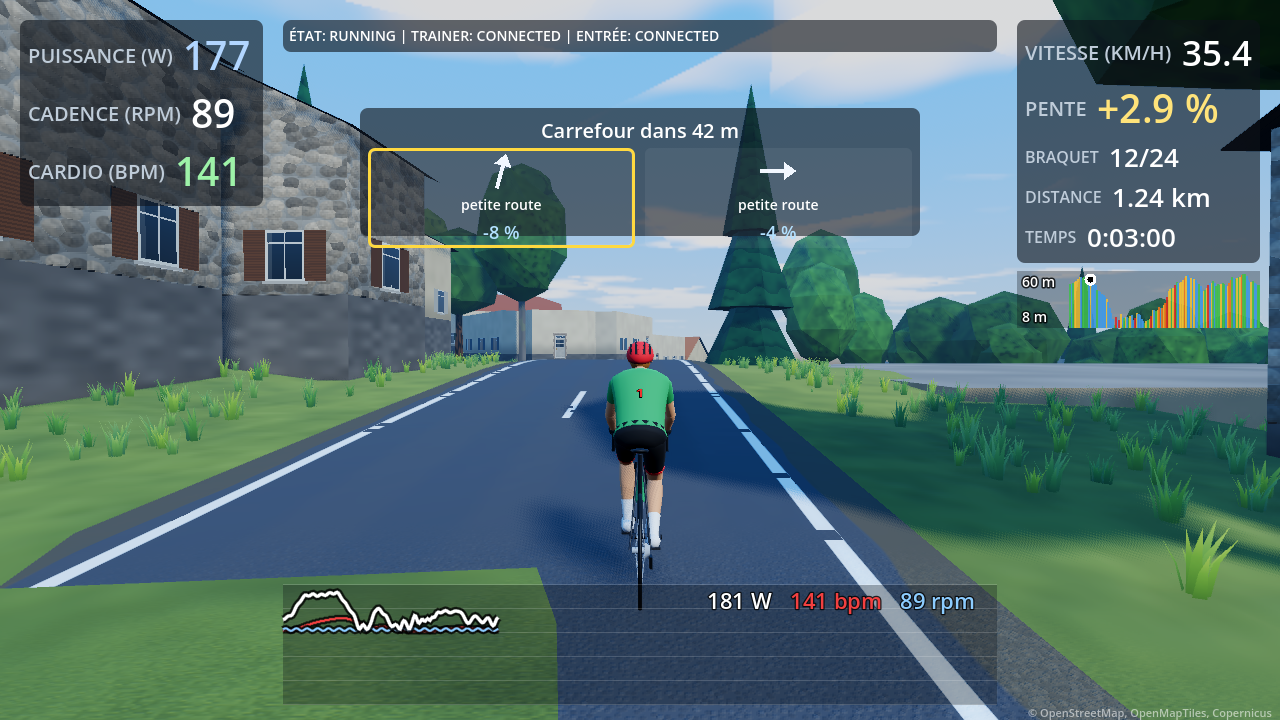 PUISSANCE (W) 177
CADENCE (RPM) 89
CARDIO (BPM) 141
ÉTAT: RUNNING | TRAINER: CONNECTED | ENTRÉE: CONNECTED
Carrefour dans 42 m
petite route
-8 %
petite route
-4 %
VITESSE (KM/H) 35.4
PENTE +2.9 %
BRAQUET 12/24
DISTANCE 1.24 km
TEMPS 0:03:00
60 m
8 m
1
181 W 141 bpm 89 rpm
© OpenStreetMap, OpenMapTiles, Copernicus